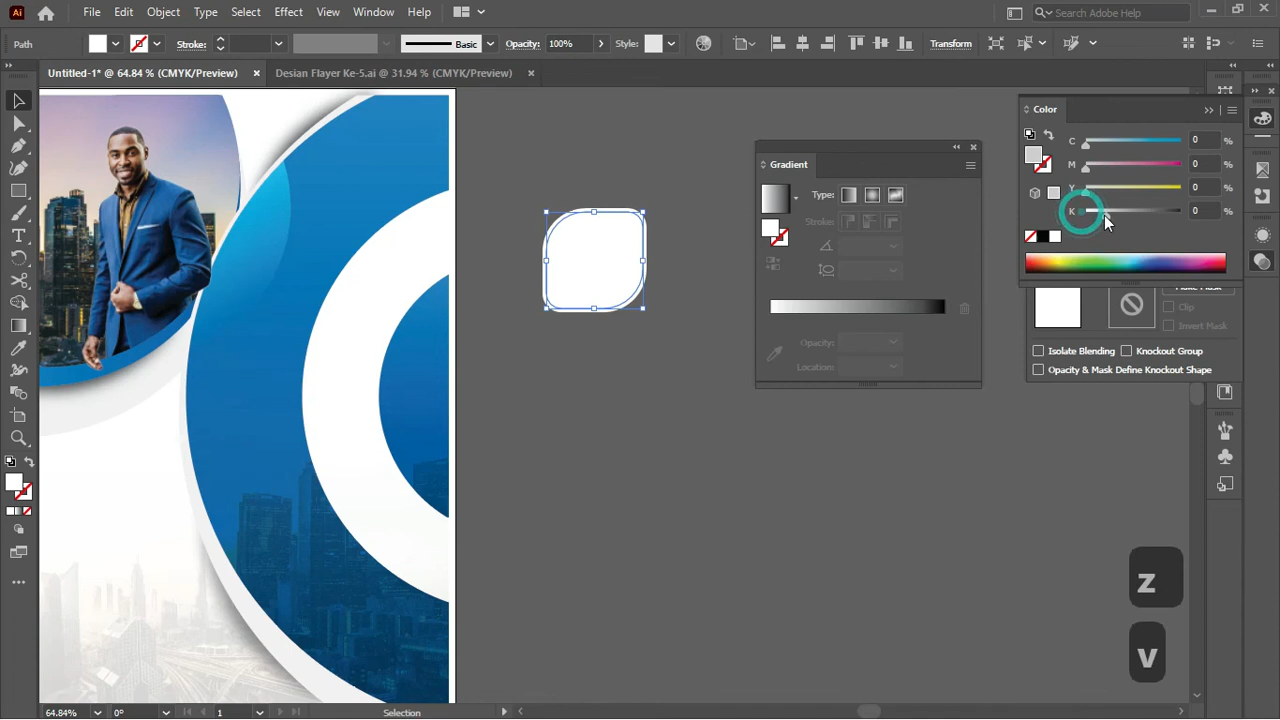 Ai File Edit Object Type Select Effect View Window Help Search Adobe Help
Path Stroke: Basic Opacity: 100% Style: Transform
Untitled-1* @ 64.84 % (CMYK/Preview) × Desian Flayer Ke-5.ai @ 31.94 % (CMYK/Preview) ×
Color
C 0 %
M 0 %
Y 0 %
K 0 %
Gradient
Type:
Stroke:
Opacity:
Location:
Make Mask
Clip
Invert Mask
Isolate Blending Knockout Group
Opacity & Mask Define Knockout Shape
z
v
64.84% 0° 1 Selection